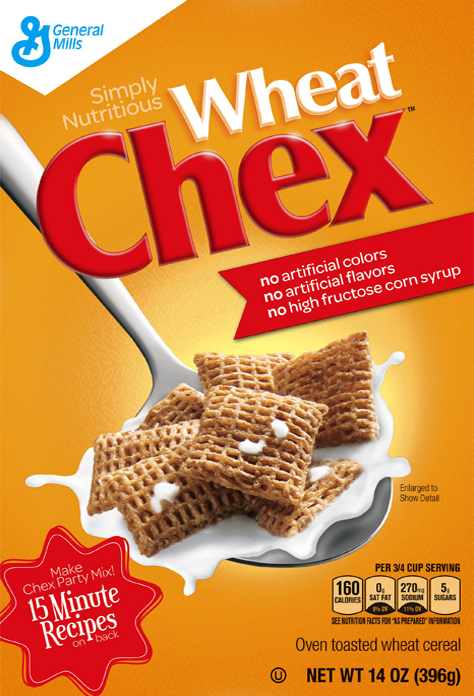 General
Mills
Simply
Nutritious
Wheat
Chex™
no artificial colors
no artificial flavors
no high fructose corn syrup
Enlarged to
Show Detail
Make
Chex Party Mix!
15 Minute
Recipes
on back
PER 3/4 CUP SERVING
160 CALORIES
0g SAT FAT 0% DV
270mg SODIUM 11% DV
5g SUGARS
SEE NUTRITION FACTS FOR "AS PREPARED" INFORMATION
Oven toasted wheat cereal
U NET WT 14 OZ (396g)